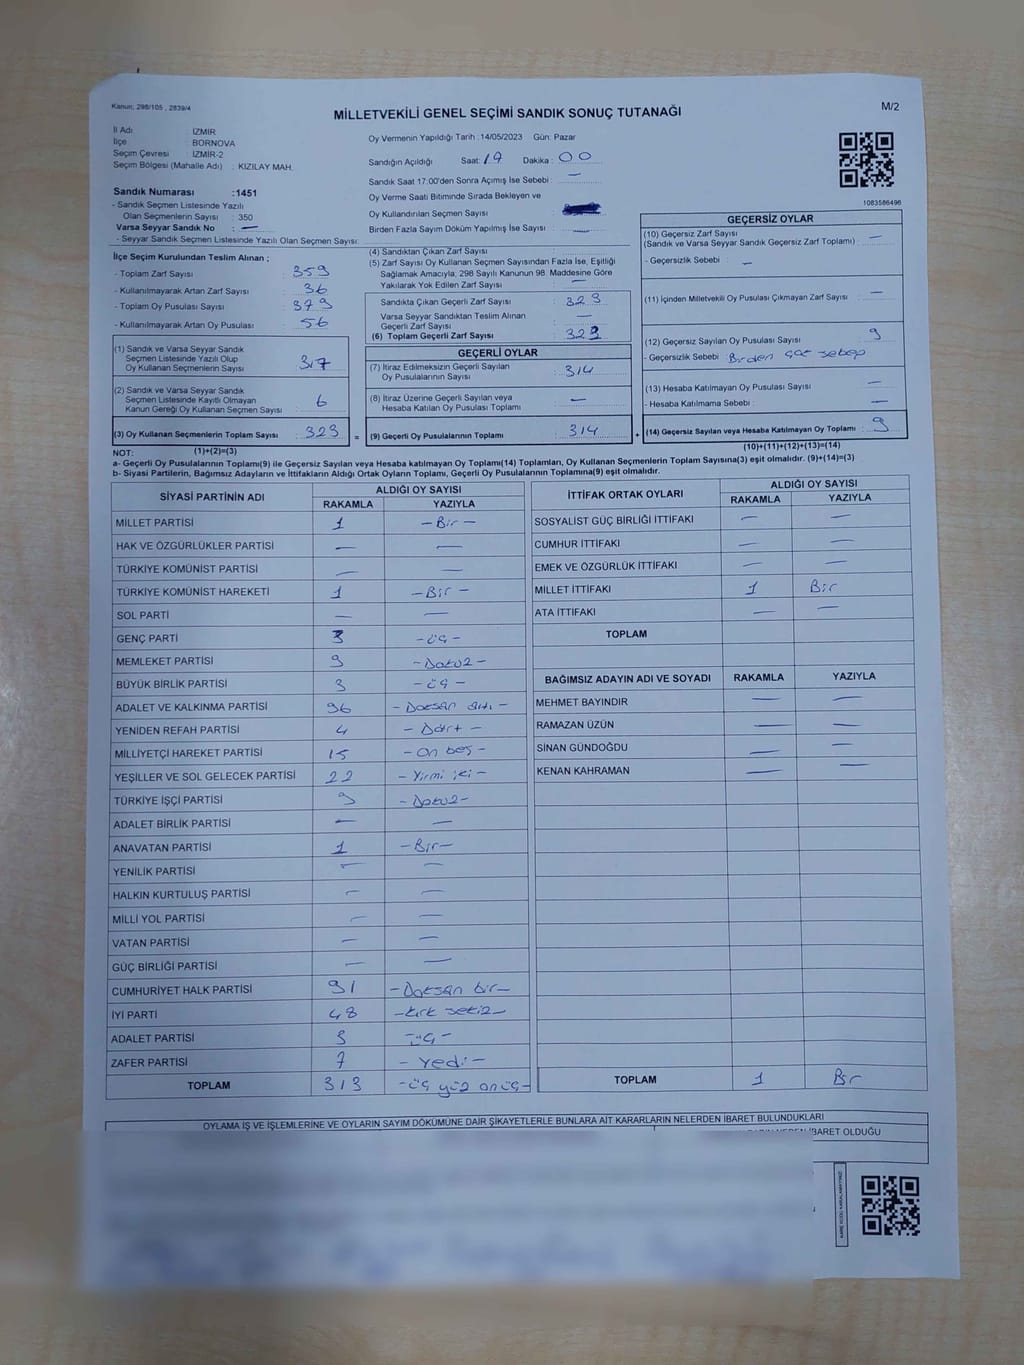 Kanun; 298/105 , 2839/4
MİLLETVEKİLİ GENEL SEÇİMİ SANDIK SONUÇ TUTANAĞI
M/2
İl Adı : İZMİR
İlçe : BORNOVA
Seçim Çevresi : İZMİR-2
Seçim Bölgesi (Mahalle Adı) : KIZILAY MAH.
Sandık Numarası :1451
- Sandık Seçmen Listesinde Yazılı
Olan Seçmenlerin Sayısı : 350
Varsa Seyyar Sandık No : —
- Seyyar Sandık Seçmen Listesinde Yazılı Olan Seçmen Sayısı:
Oy Vermenin Yapıldığı Tarih :14/05/2023 Gün: Pazar
Sandığın Açıldığı Saat: 17 Dakika : 00
Sandık Saat 17:00'den Sonra Açımış İse Sebebi : —
Oy Verme Saati Bitiminde Sırada Bekleyen ve
Oy Kullandırılan Seçmen Sayısı
Birden Fazla Sayım Döküm Yapılmış İse Sayısı : —
1083586496
İlçe Seçim Kurulundan Teslim Alınan ;
- Toplam Zarf Sayısı : 359
- Kullanılmayarak Artan Zarf Sayısı : 36
- Toplam Oy Pusulası Sayısı : 379
- Kullanılmayarak Artan Oy Pusulası : 56
(1) Sandık ve Varsa Seyyar Sandık
Seçmen Listesinde Yazılı Olup
Oy Kullanan Seçmenlerin Sayısı : 317
(2) Sandık ve Varsa Seyyar Sandık
Seçmen Listesinde Kayıtlı Olmayan
Kanun Gereği Oy Kullanan Seçmen Sayısı : 6
(3) Oy Kullanan Seçmenlerin Toplam Sayısı : 323 =
(4) Sandıktan Çıkan Zarf Sayısı :
(5) Zarf Sayısı Oy Kullanan Seçmen Sayısından Fazla İse, Eşitliği
Sağlamak Amacıyla, 298 Sayılı Kanunun 98. Maddesine Göre
Yakılarak Yok Edilen Zarf Sayısı : —
Sandıkta Çıkan Geçerli Zarf Sayısı : 323
Varsa Seyyar Sandıktan Teslim Alınan
Geçerli Zarf Sayısı : —
(6) Toplam Geçerli Zarf Sayısı : 323
GEÇERLİ OYLAR
(7) İtiraz Edilmeksizin Geçerli Sayılan
Oy Pusulalarının Sayısı : 314
(8) İtiraz Üzerine Geçerli Sayılan veya
Hesaba Katılan Oy Pusulası Toplamı : —
(9) Geçerli Oy Pusulalarının Toplamı : 314 +
GEÇERSİZ OYLAR
(10) Geçersiz Zarf Sayısı
(Sandık ve Varsa Seyyar Sandık Geçersiz Zarf Toplamı) : —
- Geçersizlik Sebebi : —
(11) İçinden Milletvekili Oy Pusulası Çıkmayan Zarf Sayısı : —
(12) Geçersiz Sayılan Oy Pusulası Sayısı : 9
- Geçersizlik Sebebi : Birden çok sebep
(13) Hesaba Katılmayan Oy Pusulası Sayısı : —
- Hesaba Katılmama Sebebi : —
(14) Geçersiz Sayılan veya Hesaba Katılmayan Oy Toplamı : 9
NOT: (1)+(2)=(3)
(10)+(11)+(12)+(13)=(14)
a- Geçerli Oy Pusulalarının Toplamı(9) ile Geçersiz Sayılan veya Hesaba katılmayan Oy Toplamı(14) Toplamları, Oy Kullanan Seçmenlerin Toplam Sayısına(3) eşit olmalıdır. (9)+(14)=(3)
b- Siyasi Partilerin, Bağımsız Adayların ve İttifakların Aldığı Ortak Oyların Toplamı, Geçerli Oy Pusulalarının Toplamına(9) eşit olmalıdır.
SİYASİ PARTİNİN ADI ALDIĞI OY SAYISI
RAKAMLA YAZIYLA
MİLLET PARTİSİ 1 - Bir -
HAK VE ÖZGÜRLÜKLER PARTİSİ — —
TÜRKİYE KOMÜNİST PARTİSİ — —
TÜRKİYE KOMÜNİST HAREKETİ 1 - Bir -
SOL PARTİ — —
GENÇ PARTİ 3 - üç -
MEMLEKET PARTİSİ 9 - Dokuz -
BÜYÜK BİRLİK PARTİSİ 3 - üç -
ADALET VE KALKINMA PARTİSİ 96 - Doksan altı -
YENİDEN REFAH PARTİSİ 4 - Dört -
MİLLİYETÇİ HAREKET PARTİSİ 15 - On beş -
YEŞİLLER VE SOL GELECEK PARTİSİ 22 - Yirmi iki -
TÜRKİYE İŞÇİ PARTİSİ 9 - Dokuz -
ADALET BİRLİK PARTİSİ — —
ANAVATAN PARTİSİ 1 - Bir -
YENİLİK PARTİSİ — —
HALKIN KURTULUŞ PARTİSİ — —
MİLLİ YOL PARTİSİ — —
VATAN PARTİSİ — —
GÜÇ BİRLİĞİ PARTİSİ — —
CUMHURİYET HALK PARTİSİ 91 - Doksan bir -
İYİ PARTİ 48 - kırk sekiz -
ADALET PARTİSİ 3 - üç -
ZAFER PARTİSİ 7 - Yedi -
TOPLAM 313 - üç yüz onüç -
İTTİFAK ORTAK OYLARI ALDIĞI OY SAYISI
RAKAMLA YAZIYLA
SOSYALİST GÜÇ BİRLİĞİ İTTİFAKI — —
CUMHUR İTTİFAKI — —
EMEK VE ÖZGÜRLÜK İTTİFAKI — —
MİLLET İTTİFAKI 1 Bir
ATA İTTİFAKI — —
TOPLAM
BAĞIMSIZ ADAYIN ADI VE SOYADI RAKAMLA YAZIYLA
MEHMET BAYINDIR — —
RAMAZAN ÜZÜN — —
SİNAN GÜNDOĞDU — —
KENAN KAHRAMAN — —
TOPLAM 1 Bir
OYLAMA İŞ VE İŞLEMLERİNE VE OYLARIN SAYIM DÖKÜMÜNE DAİR ŞİKAYETLERLE BUNLARA AİT KARARLARIN NELERDEN İBARET BULUNDUKLARI
İBARET OLDUĞU